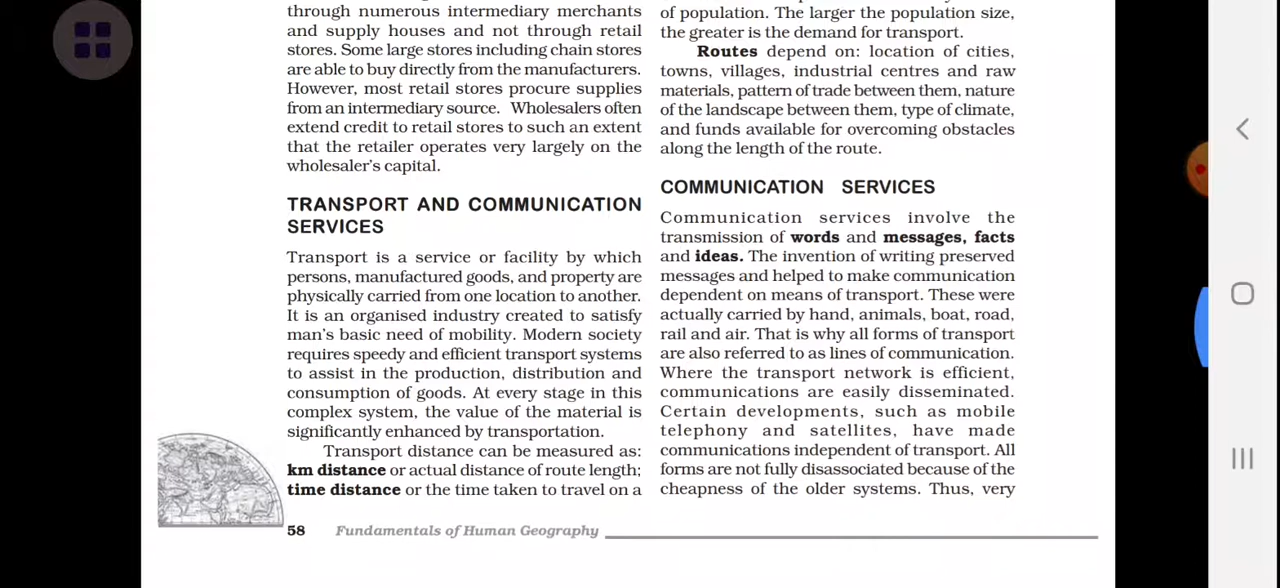 through numerous intermediary merchants
and supply houses and not through retail
stores. Some large stores including chain stores
are able to buy directly from the manufacturers.
However, most retail stores procure supplies
from an intermediary source. Wholesalers often
extend credit to retail stores to such an extent
that the retailer operates very largely on the
wholesaler's capital.
TRANSPORT AND COMMUNICATION
SERVICES
Transport is a service or facility by which
persons, manufactured goods, and property are
physically carried from one location to another.
It is an organised industry created to satisfy
man's basic need of mobility. Modern society
requires speedy and efficient transport systems
to assist in the production, distribution and
consumption of goods. At every stage in this
complex system, the value of the material is
significantly enhanced by transportation.
Transport distance can be measured as:
km distance or actual distance of route length;
time distance or the time taken to travel on a
of population. The larger the population size,
the greater is the demand for transport.
Routes depend on: location of cities,
towns, villages, industrial centres and raw
materials, pattern of trade between them, nature
of the landscape between them, type of climate,
and funds available for overcoming obstacles
along the length of the route.
COMMUNICATION SERVICES
Communication services involve the
transmission of words and messages, facts
and ideas. The invention of writing preserved
messages and helped to make communication
dependent on means of transport. These were
actually carried by hand, animals, boat, road,
rail and air. That is why all forms of transport
are also referred to as lines of communication.
Where the transport network is efficient,
communications are easily disseminated.
Certain developments, such as mobile
telephony and satellites, have made
communications independent of transport. All
forms are not fully disassociated because of the
cheapness of the older systems. Thus, very
58 Fundamentals of Human Geography